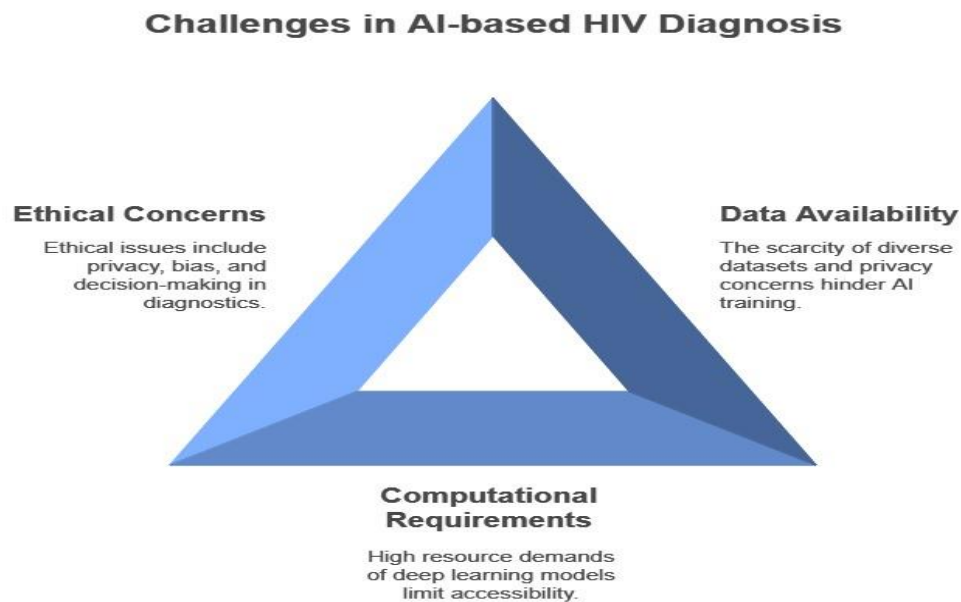 Challenges in AI-based HIV Diagnosis
Ethical Concerns
Ethical issues include
privacy, bias, and
decision-making in
diagnostics.
Data Availability
The scarcity of diverse
datasets and privacy
concerns hinder AI
training.
Computational
Requirements
High resource demands
of deep learning models
limit accessibility.